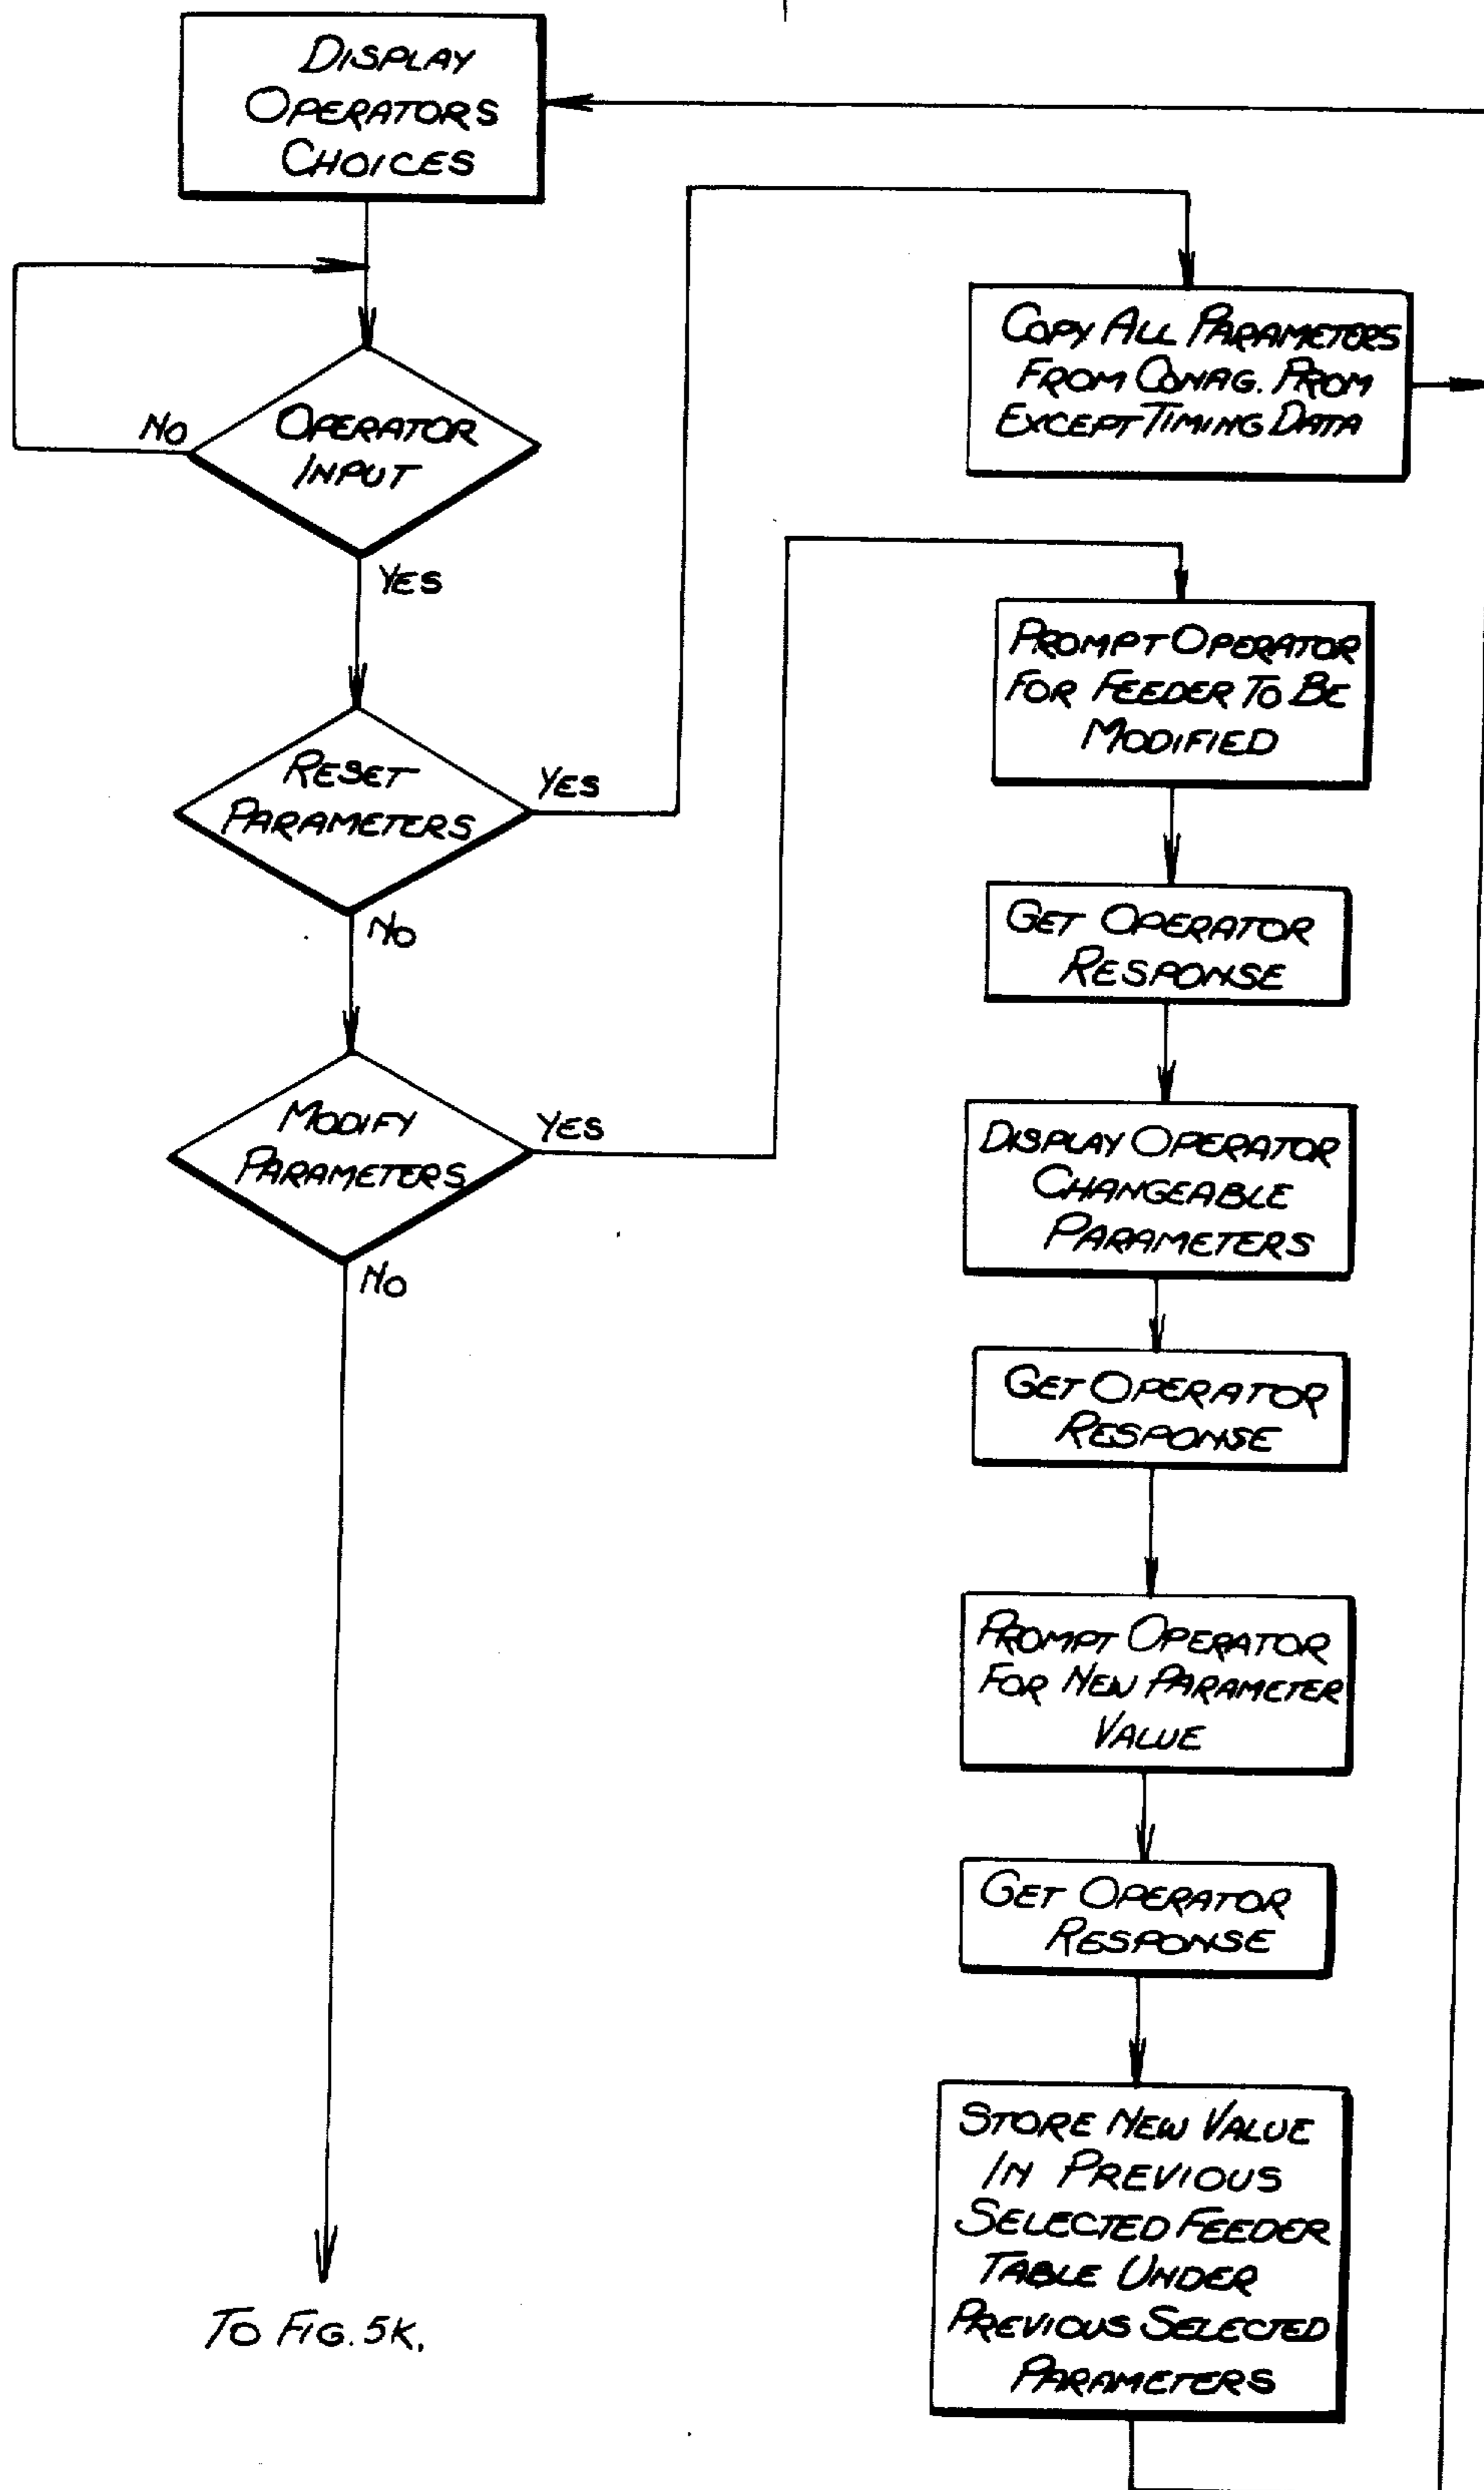 DISPLAY
OPERATORS
CHOICES
NO
OPERATOR
INPUT
YES
RESET
PARAMETERS
YES
NO
MODIFY
PARAMETERS
YES
NO
TO FIG. 5K.
COPY ALL PARAMETERS
FROM CONAG. PROM
EXCEPT TIMING DATA
PROMPT OPERATOR
FOR FEEDER TO BE
MODIFIED
GET OPERATOR
RESPONSE
DISPLAY OPERATOR
CHANGEABLE
PARAMETERS
GET OPERATOR
RESPONSE
PROMPT OPERATOR
FOR NEW PARAMETER
VALUE
GET OPERATOR
RESPONSE
STORE NEW VALUE
IN PREVIOUS
SELECTED FEEDER
TABLE UNDER
PREVIOUS SELECTED
PARAMETERS